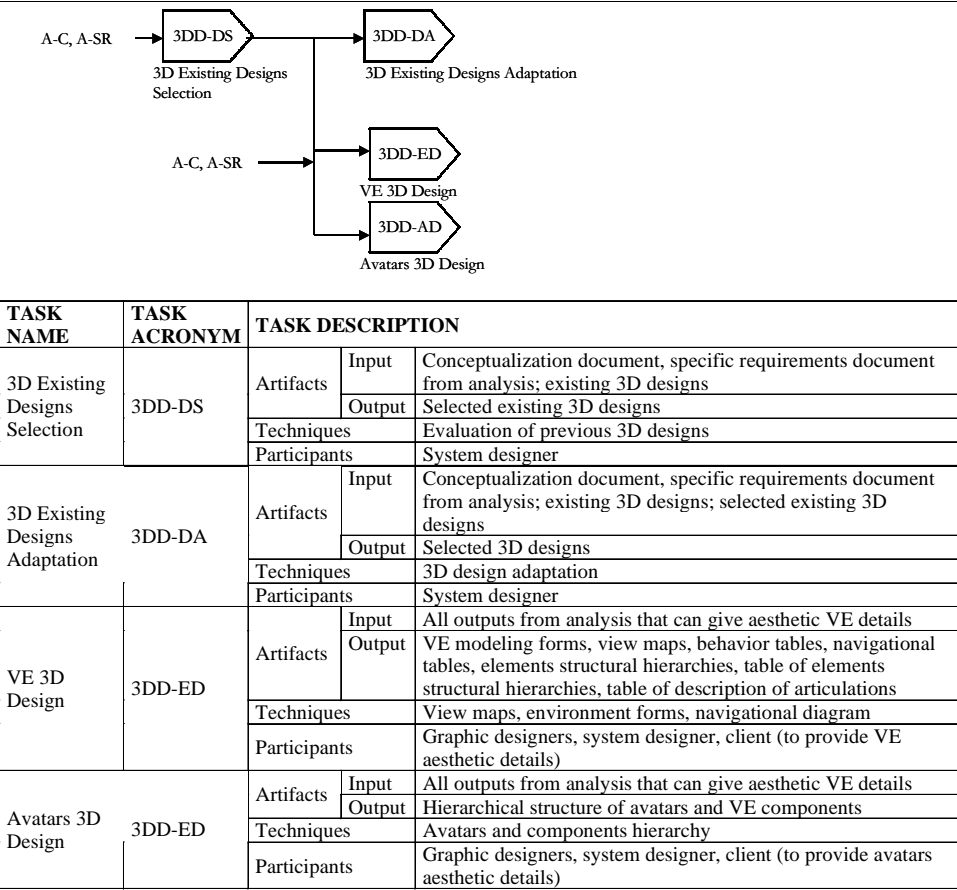 A-C, A-SR
3DD-DS
3DD-DA
3D Existing Designs
Selection
3D Existing Designs Adaptation
A-C, A-SR
3DD-ED
VE 3D Design
3DD-AD
Avatars 3D Design
TASK NAME
TASK ACRONYM
TASK DESCRIPTION
3D Existing Designs Selection
3DD-DS
Artifacts
Input
Conceptualization document, specific requirements document
from analysis; existing 3D designs
Output
Selected existing 3D designs
Techniques
Evaluation of previous 3D designs
Participants
System designer
3D Existing Designs Adaptation
3DD-DA
Artifacts
Input
Conceptualization document, specific requirements document
from analysis; existing 3D designs; selected existing 3D
designs
Output
Selected 3D designs
Techniques
3D design adaptation
Participants
System designer
VE 3D Design
3DD-ED
Artifacts
Input
All outputs from analysis that can give aesthetic VE details
Output
VE modeling forms, view maps, behavior tables, navigational
tables, elements structural hierarchies, table of elements
structural hierarchies, table of description of articulations
Techniques
View maps, environment forms, navigational diagram
Participants
Graphic designers, system designer, client (to provide VE
aesthetic details)
Avatars 3D Design
3DD-ED
Artifacts
Input
All outputs from analysis that can give aesthetic VE details
Output
Hierarchical structure of avatars and VE components
Techniques
Avatars and components hierarchy
Participants
Graphic designers, system designer, client (to provide avatars
aesthetic details)